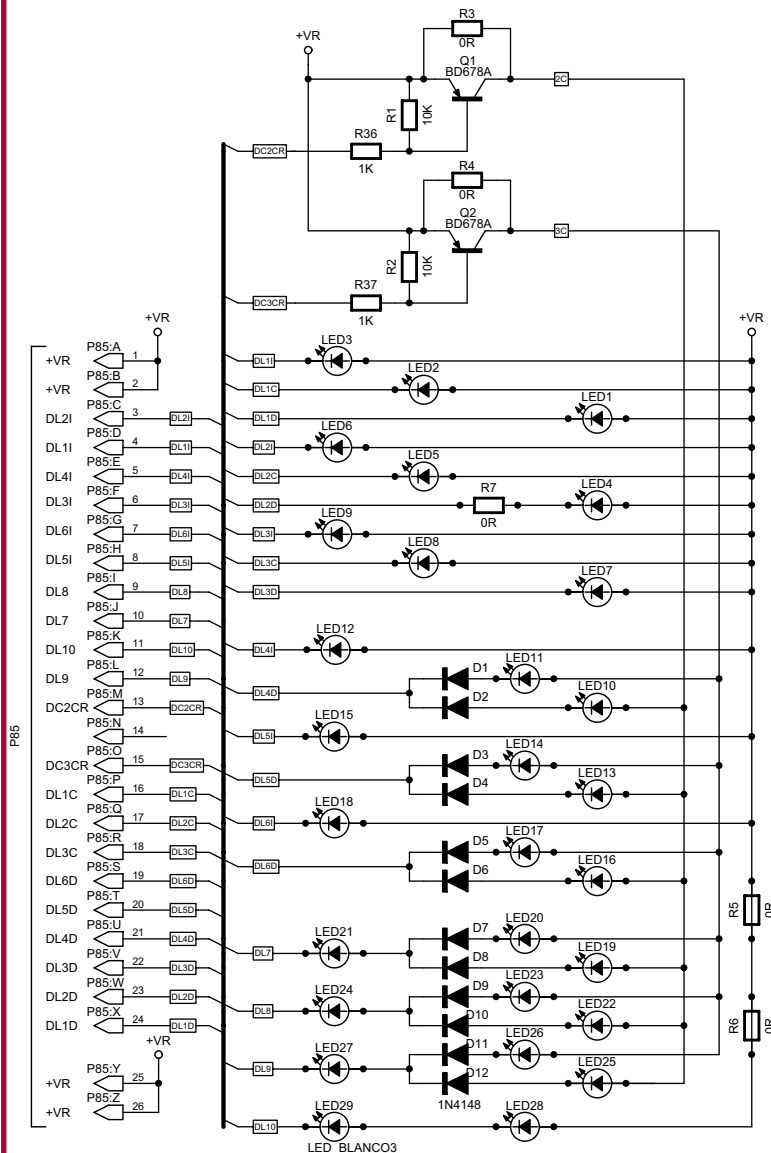 R3
+VR
0R
Q1
BD678A
2C
R1
10K
R36
DC2CR
1K
R4
0R
Q2
BD678A
3C
R2
10K
R37
DC3CR
1K
+VR
+VR
P85
+VR P85:A 1 DL1I LED3
+VR P85:B 2 DL1C LED2
DL2I P85:C 3 DL2I DL1D LED1
DL1I P85:D 4 DL1I DL2I LED6
DL4I P85:E 5 DL4I DL2C LED5
DL3I P85:F 6 DL3I DL2D R7 0R LED4
DL6I P85:G 7 DL6I DL3I LED9
DL5I P85:H 8 DL5I DL3C LED8
DL8 P85:I 9 DL8 DL3D LED7
DL7 P85:J 10 DL7
DL10 P85:K 11 DL10 DL4I LED12
DL9 P85:L 12 DL9 DL4D D1 LED11
DC2CR P85:M 13 DC2CR D2 LED10
P85:N 14 DL5I LED15
DC3CR P85:O 15 DC3CR DL5D D3 LED14
DL1C P85:P 16 DL1C D4 LED13
DL2C P85:Q 17 DL2C DL6I LED18
DL3C P85:R 18 DL3C DL6D D5 LED17
DL6D P85:S 19 DL6D D6 LED16
DL5D P85:T 20 DL5D R5 0R
DL4D P85:U 21 DL4D DL7 LED21 D7 LED20
DL3D P85:V 22 DL3D D8 LED19
DL2D P85:W 23 DL2D DL8 LED24 D9 LED23
DL1D P85:X 24 DL1D D10 LED22 R6 0R
+VR
DL9 LED27 D11 LED26
+VR P85:Y 25 D12 LED25
+VR P85:Z 26 1N4148
DL10 LED29 LED28
LED BLANCO3